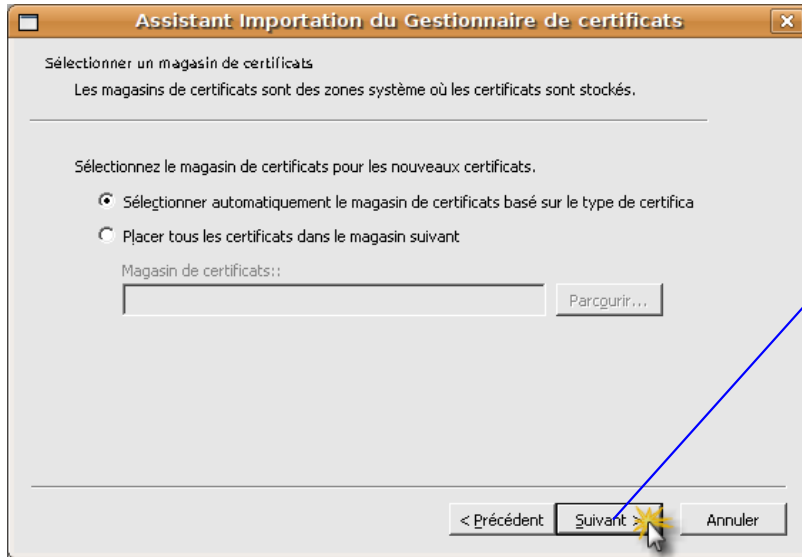 Assistant Importation du Gestionnaire de certificats
Sélectionner un magasin de certificats
Les magasins de certificats sont des zones système où les certificats sont stockés.
Sélectionnez le magasin de certificats pour les nouveaux certificats.
Sélectionner automatiquement le magasin de certificats basé sur le type de certifica
Placer tous les certificats dans le magasin suivant
Magasin de certificats::
Parcourir...
< Précédent Suivant > Annuler